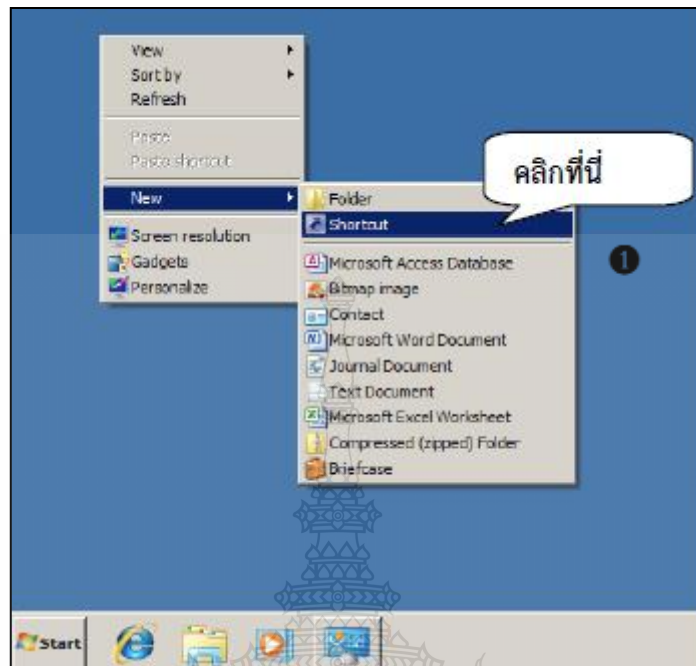 View
Sort by
Refresh
Paste
Paste shortcut
New
Screen resolution
Gadgets
Personalize
Folder
Shortcut
Microsoft Access Database
Bitmap image
Contact
Microsoft Word Document
Journal Document
Text Document
Microsoft Excel Worksheet
Compressed (zipped) Folder
Briefcase
คลิกที่นี่
❶
Start